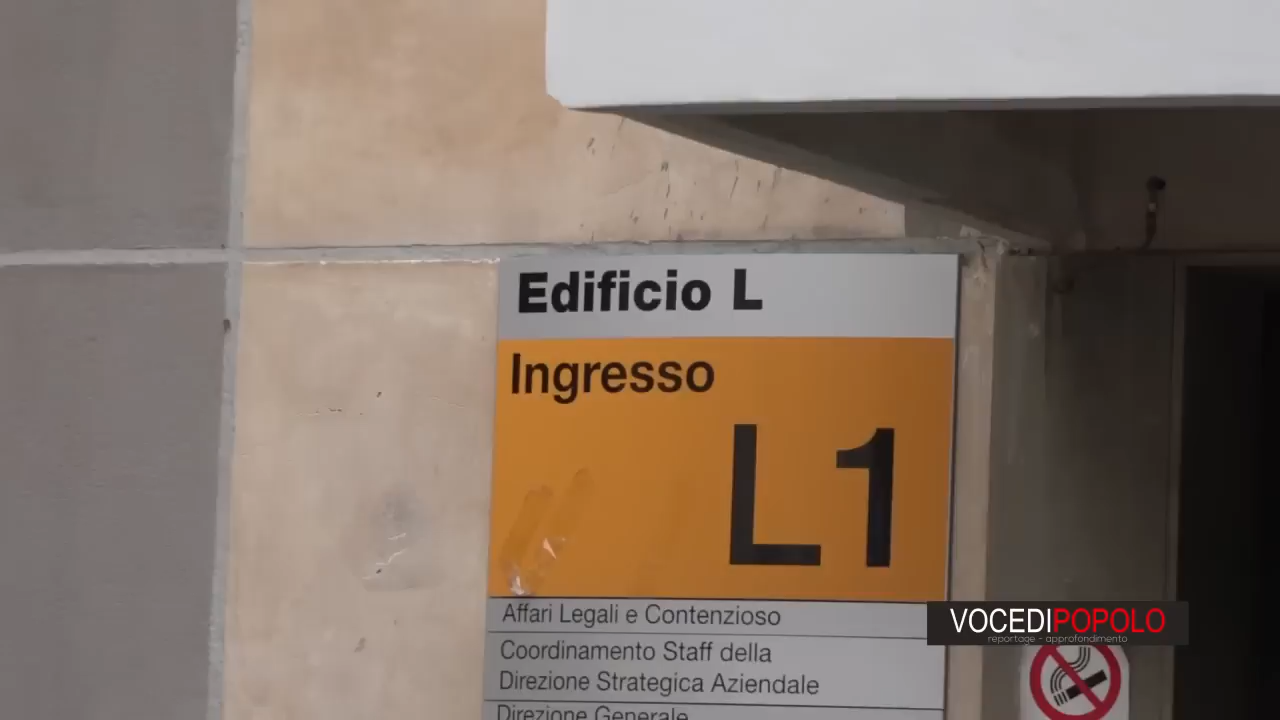 Edificio L
Ingresso
L1
Affari Legali e Contenzioso
Coordinamento Staff della
Direzione Strategica Aziendale
Direzione Generale
VOCEDIPOPOLO
reportage - approfondimento